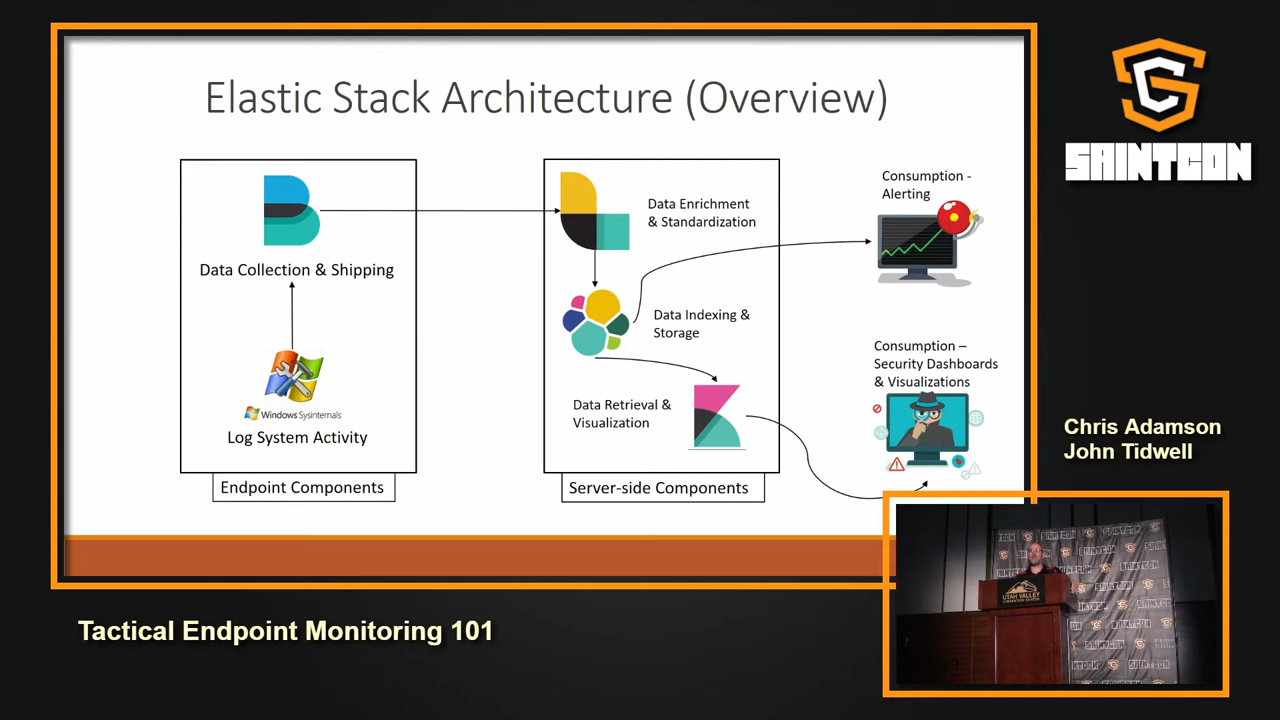 Elastic Stack Architecture (Overview)
Data Collection & Shipping
Windows Sysinternals
Log System Activity
Endpoint Components
Data Enrichment
& Standardization
Data Indexing &
Storage
Data Retrieval &
Visualization
Server-side Components
Consumption -
Alerting
Consumption –
Security Dashboards
& Visualizations
SAINTCON
Chris Adamson
John Tidwell
UTAH VALLEY
Tactical Endpoint Monitoring 101